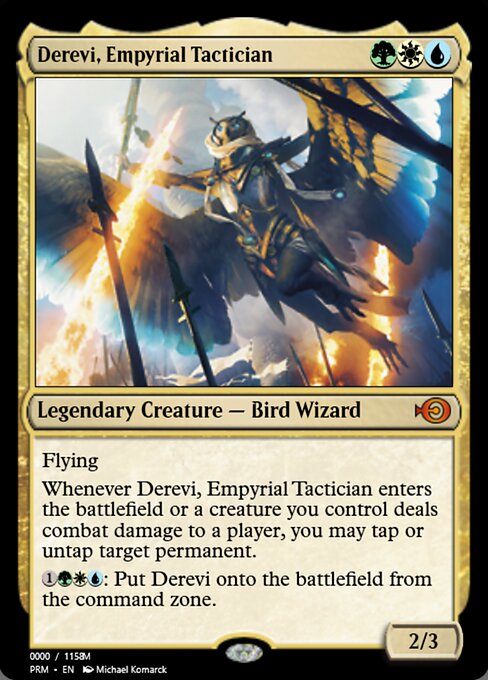 Derevi, Empyrial Tactician
Legendary Creature — Bird Wizard
Flying
Whenever Derevi, Empyrial Tactician enters
the battlefield or a creature you control deals
combat damage to a player, you may tap or
untap target permanent.
1: Put Derevi onto the battlefield from
the command zone.
2/3
0000 / 1158M
PRM • EN Michael Komarck